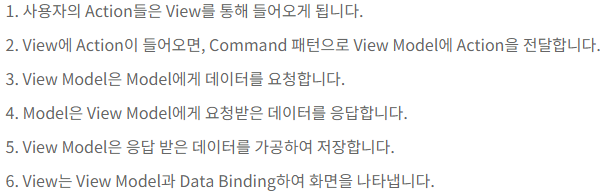 1. 사용자의 Action들은 View를 통해 들어오게 됩니다.
2. View에 Action이 들어오면, Command 패턴으로 View Model에 Action을 전달합니다.
3. View Model은 Model에게 데이터를 요청합니다.
4. Model은 View Model에게 요청받은 데이터를 응답합니다.
5. View Model은 응답 받은 데이터를 가공하여 저장합니다.
6. View는 View Model과 Data Binding하여 화면을 나타냅니다.